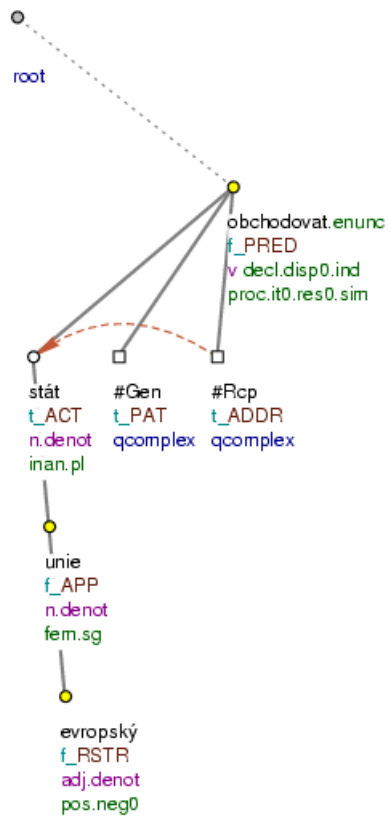 root
obchodovat.enunc
f_PRED
v decl.disp0.ind
proc.it0.res0.sim
stát
t_ACT
n.denot
inan.pl
#Gen
t_PAT
qcomplex
#Rcp
t_ADDR
qcomplex
unie
f_APP
n.denot
fem.sg
evropský
f_RSTR
adj.denot
pos.neg0